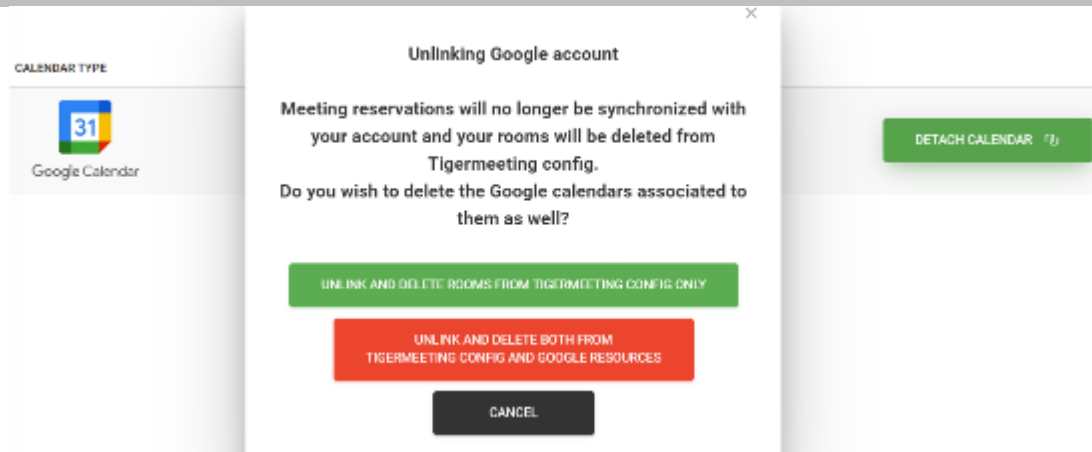 Unlinking Google account
CALENDAR TYPE
Meeting reservations will no longer be synchronized with
your account and your rooms will be deleted from
Tigermeeting config.
Do you wish to delete the Google calendars associated to
them as well?
31
Google Calendar
DETACH CALENDAR
UNLINK AND DELETE ROOMS FROM TIGERMEETING CONFIG ONLY
UNLINK AND DELETE BOTH FROM
TIGERMEETING CONFIG AND GOOGLE RESOURCES
CANCEL